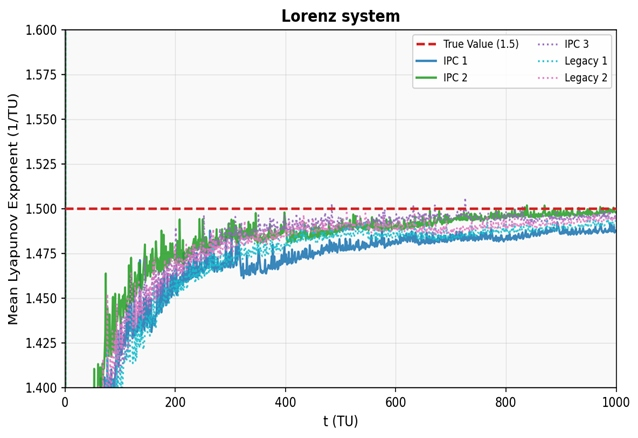 Lorenz system
True Value (1.5)
IPC 1
IPC 2
IPC 3
Legacy 1
Legacy 2
Mean Lyapunov Exponent (1/TU)
1.600
1.575
1.550
1.525
1.500
1.475
1.450
1.425
1.400
0 200 400 600 800 1000
t (TU)